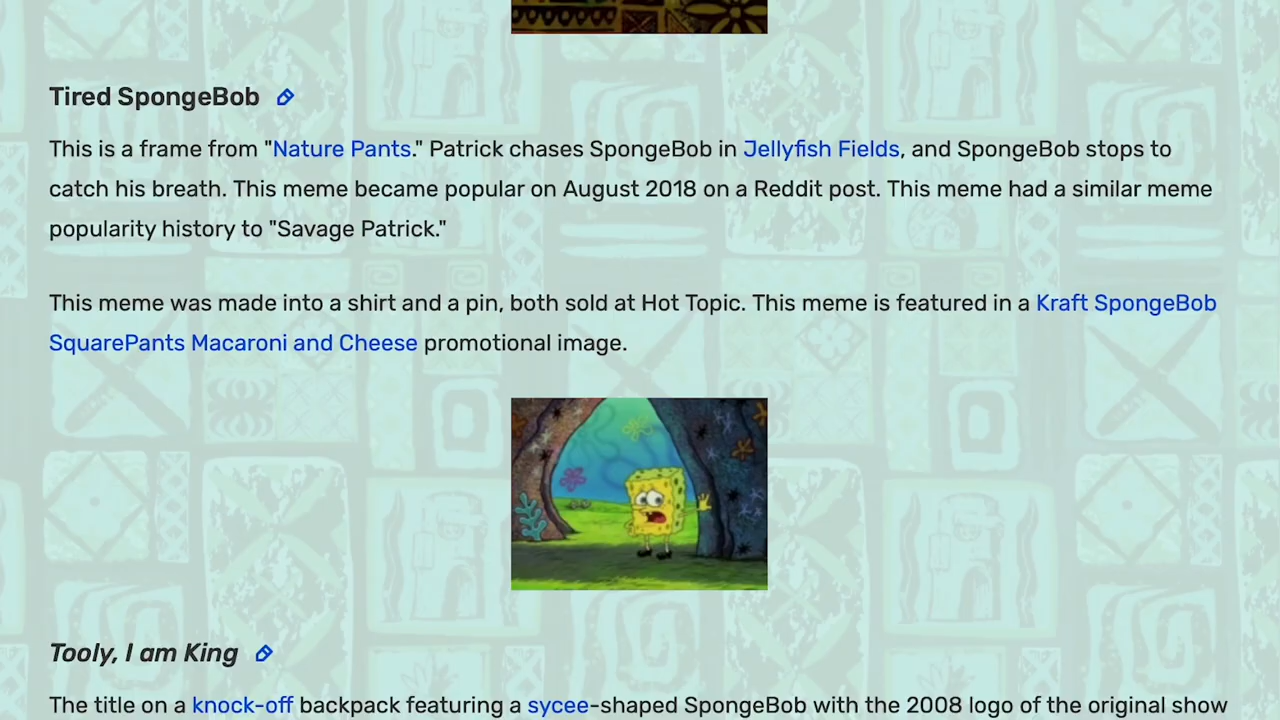 Tired SpongeBob
This is a frame from "Nature Pants." Patrick chases SpongeBob in Jellyfish Fields, and SpongeBob stops to
catch his breath. This meme became popular on August 2018 on a Reddit post. This meme had a similar meme
popularity history to "Savage Patrick."
This meme was made into a shirt and a pin, both sold at Hot Topic. This meme is featured in a Kraft SpongeBob
SquarePants Macaroni and Cheese promotional image.
Tooly, I am King
The title on a knock-off backpack featuring a sycee-shaped SpongeBob with the 2008 logo of the original show